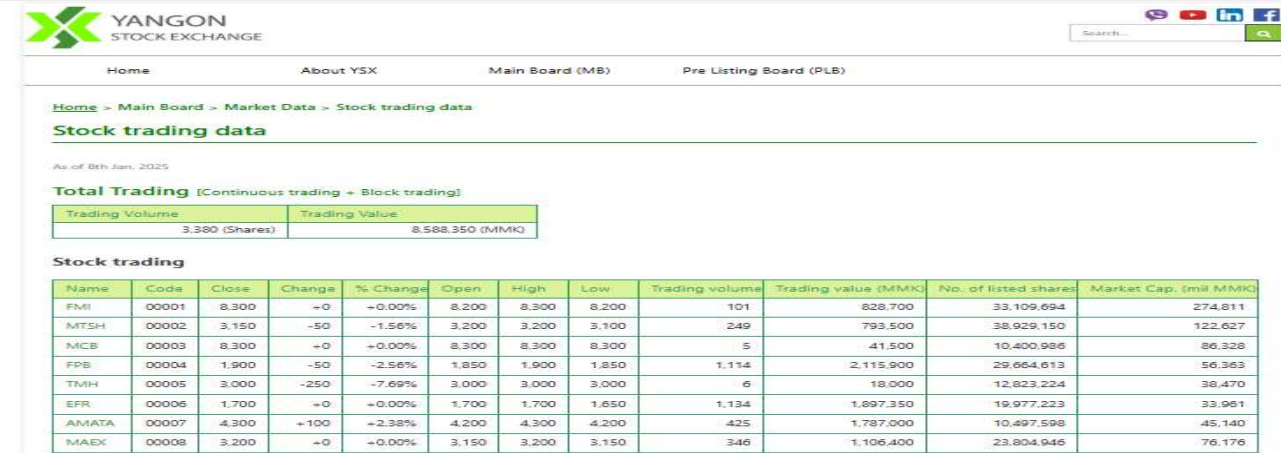 YANGON
STOCK EXCHANGE
Search...
Home About YSX Main Board (MB) Pre Listing Board (PLB)
Home > Main Board > Market Data > Stock trading data
Stock trading data
As of 8th Jan, 2025
Total Trading [Continuous trading + Block trading]
Trading Volume Trading Value
3,380 (Shares) 8,588,350 (MMK)
Stock trading
Name Code Close Change % Change Open High Low Trading volume Trading value (MMK) No. of listed shares Market Cap. (mil MMK)
FMI 00001 8,300 +0 +0.00% 8,200 8,300 8,200 101 828,700 33,109,694 274,811
MTSH 00002 3,150 -50 -1.56% 3,200 3,200 3,100 249 793,500 38,929,150 122,627
MCB 00003 8,300 +0 +0.00% 8,300 8,300 8,300 5 41,500 10,400,986 86,328
FPB 00004 1,900 -50 -2.56% 1,850 1,900 1,850 1,114 2,115,900 29,664,613 56,363
TMH 00005 3,000 -250 -7.69% 3,000 3,000 3,000 6 18,000 12,823,224 38,470
EFR 00006 1,700 +0 +0.00% 1,700 1,700 1,650 1,134 1,897,350 19,977,223 33,961
AMATA 00007 4,300 +100 +2.38% 4,200 4,300 4,200 425 1,787,000 10,497,598 45,140
MAEX 00008 3,200 +0 +0.00% 3,150 3,200 3,150 346 1,106,400 23,804,946 76,176